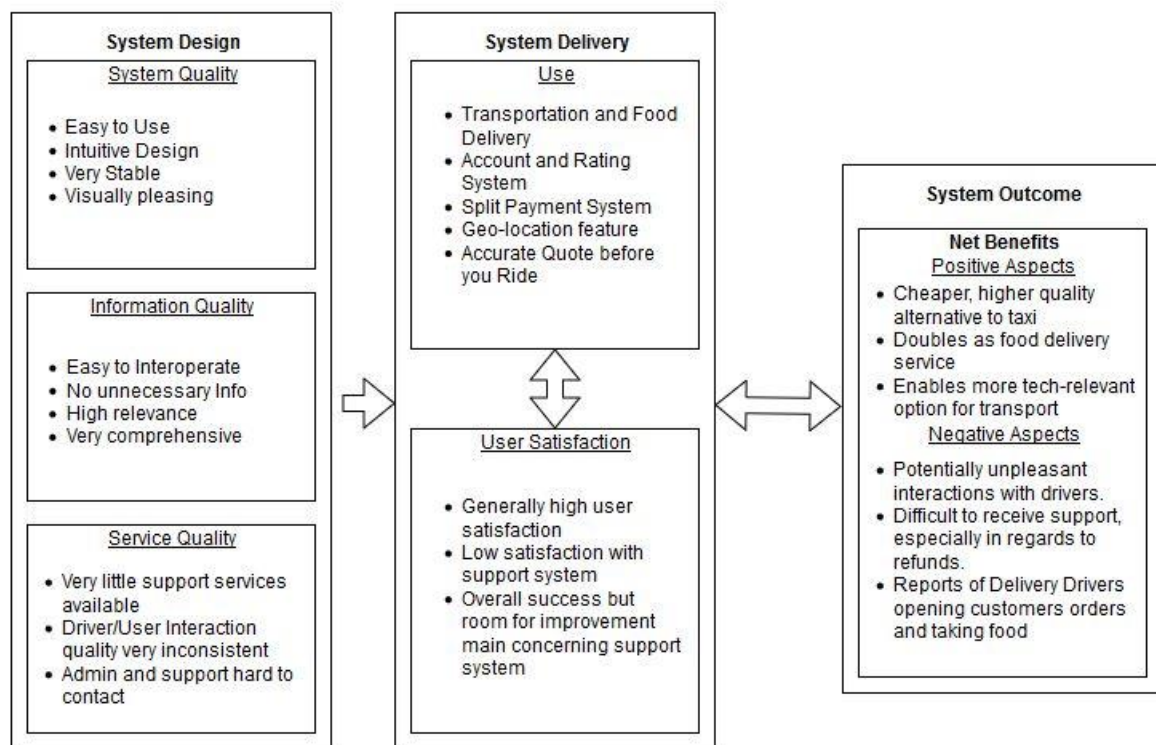 System Design
System Quality
• Easy to Use
• Intuitive Design
• Very Stable
• Visually pleasing
Information Quality
• Easy to Interoperate
• No unnecessary Info
• High relevance
• Very comprehensive
Service Quality
• Very little support services
available
• Driver/User Interaction
quality very inconsistent
• Admin and support hard to
contact
System Delivery
Use
• Transportation and Food
Delivery
• Account and Rating
System
• Split Payment System
• Geo-location feature
• Accurate Quote before
you Ride
User Satisfaction
• Generally high user
satisfaction
• Low satisfaction with
support system
• Overall success but
room for improvement
main concerning support
system
System Outcome
Net Benefits
Positive Aspects
• Cheaper, higher quality
alternative to taxi
• Doubles as food delivery
service
• Enables more tech-relevant
option for transport
Negative Aspects
• Potentially unpleasant
interactions with drivers.
• Difficult to receive support,
especially in regards to
refunds.
• Reports of Delivery Drivers
opening customers orders
and taking food